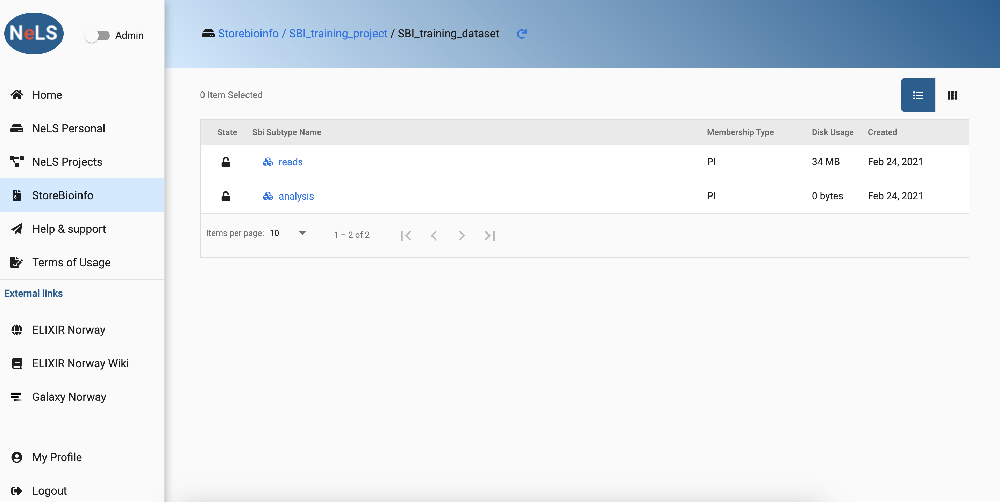 NeLS
Admin
Home
NeLS Personal
NeLS Projects
StoreBioinfo
Help & support
Terms of Usage
External links
ELIXIR Norway
ELIXIR Norway Wiki
Galaxy Norway
My Profile
Logout
Storebioinfo / SBI_training_project / SBI_training_dataset
0 Item Selected
State Sbi Subtype Name Membership Type Disk Usage Created
reads PI 34 MB Feb 24, 2021
analysis PI 0 bytes Feb 24, 2021
Items per page: 10 1 – 2 of 2